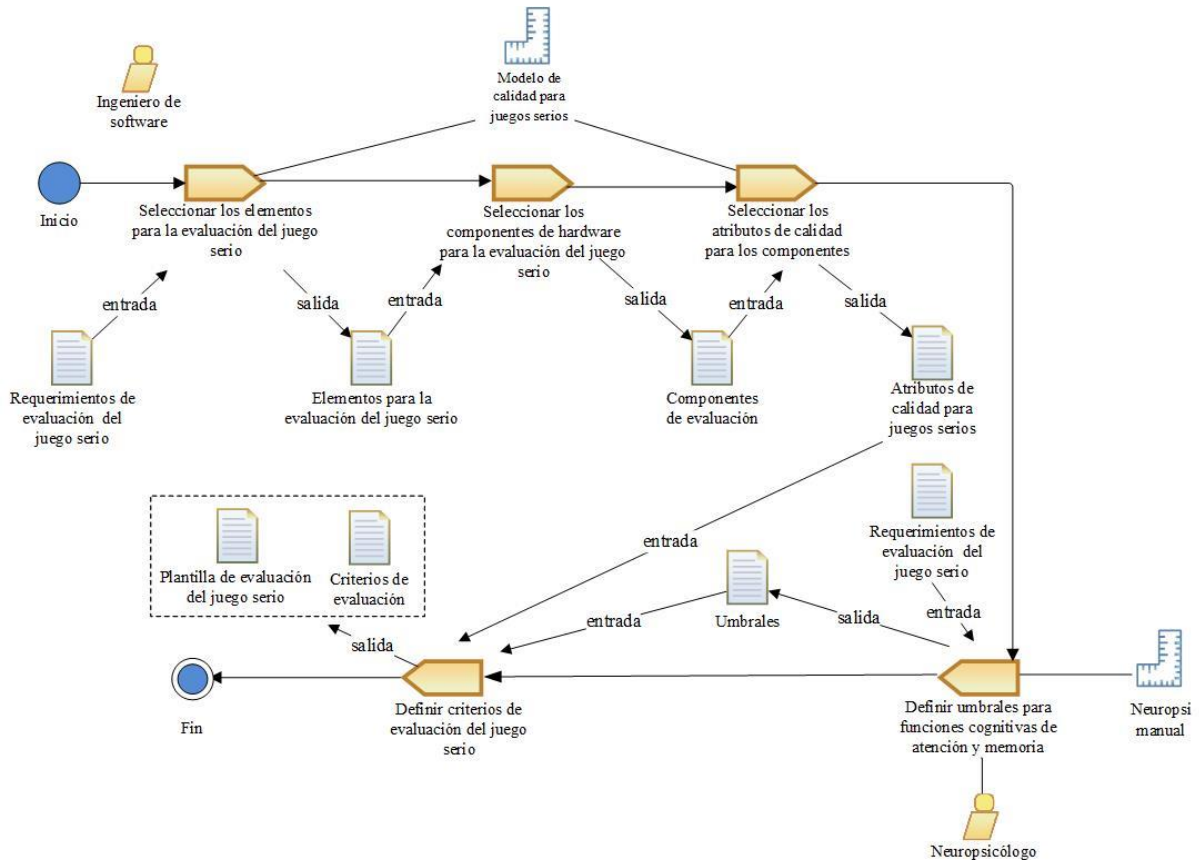 Modelo de
calidad para
juegos serios
Ingeniero de
software
Inicio
Seleccionar los elementos
para la evaluación del juego
serio
Seleccionar los
componentes de hardware
para la evaluación del juego
serio
Seleccionar los
atributos de calidad
para los componentes
entrada
salida
entrada
salida
entrada
salida
Requerimientos de
evaluación del
juego serio
Elementos para la
evaluación del juego serio
Componentes
de evaluación
Atributos de
calidad para
juegos serios
Plantilla de evaluación
del juego serio
Criterios de
evaluación
entrada
Requerimientos de
evaluación del
juego serio
Umbrales
entrada
salida
entrada
salida
Fin
Definir criterios de
evaluación del juego
serio
Definir umbrales para
funciones cognitivas de
atención y memoria
Neuropsi
manual
Neuropsicólogo